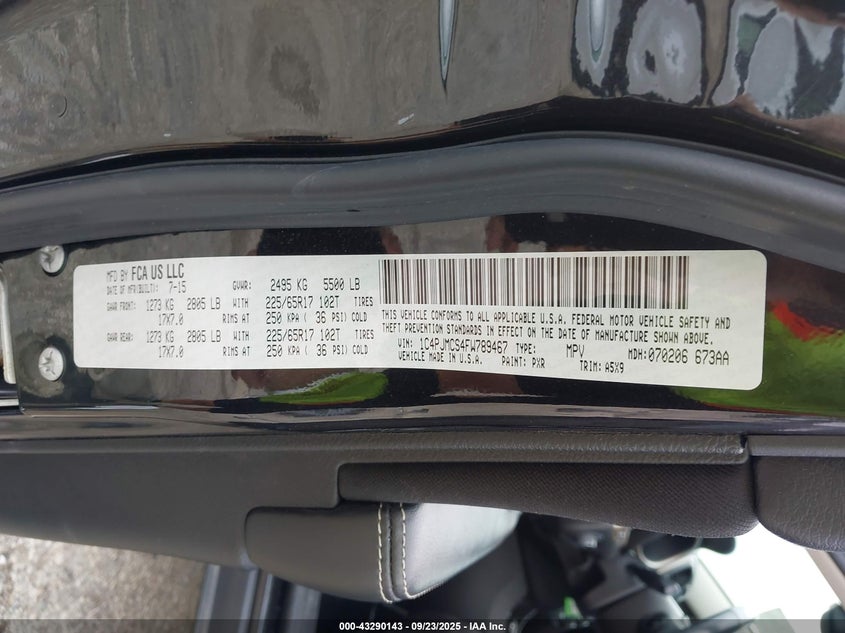 MFD BY FCA US LLC
DATE OF MFR(BUILT): 7-15 GVWR: 2495 KG 5500 LB
GAWR FRONT: 1273 KG 2805 LB WITH 225/65R17 102T TIRES
17X7.0 RIMS AT 250 KPA ( 36 PSI) COLD
GAWR REAR: 1273 KG 2805 LB WITH 225/65R17 102T TIRES
17X7.0 RIMS AT 250 KPA ( 36 PSI) COLD
THIS VEHICLE CONFORMS TO ALL APPLICABLE U.S.A. FEDERAL MOTOR VEHICLE SAFETY AND
THEFT PREVENTION STANDARDS IN EFFECT ON THE DATE OF MANUFACTURE SHOWN ABOVE.
VIN: 1C4PJMCS4FW789467 TYPE: MPV MDH:070206 673AA
VEHICLE MADE IN U.S.A. PAINT: PXR TRIM: A5X9
000-43290143 - 09/23/2025 - IAA Inc.